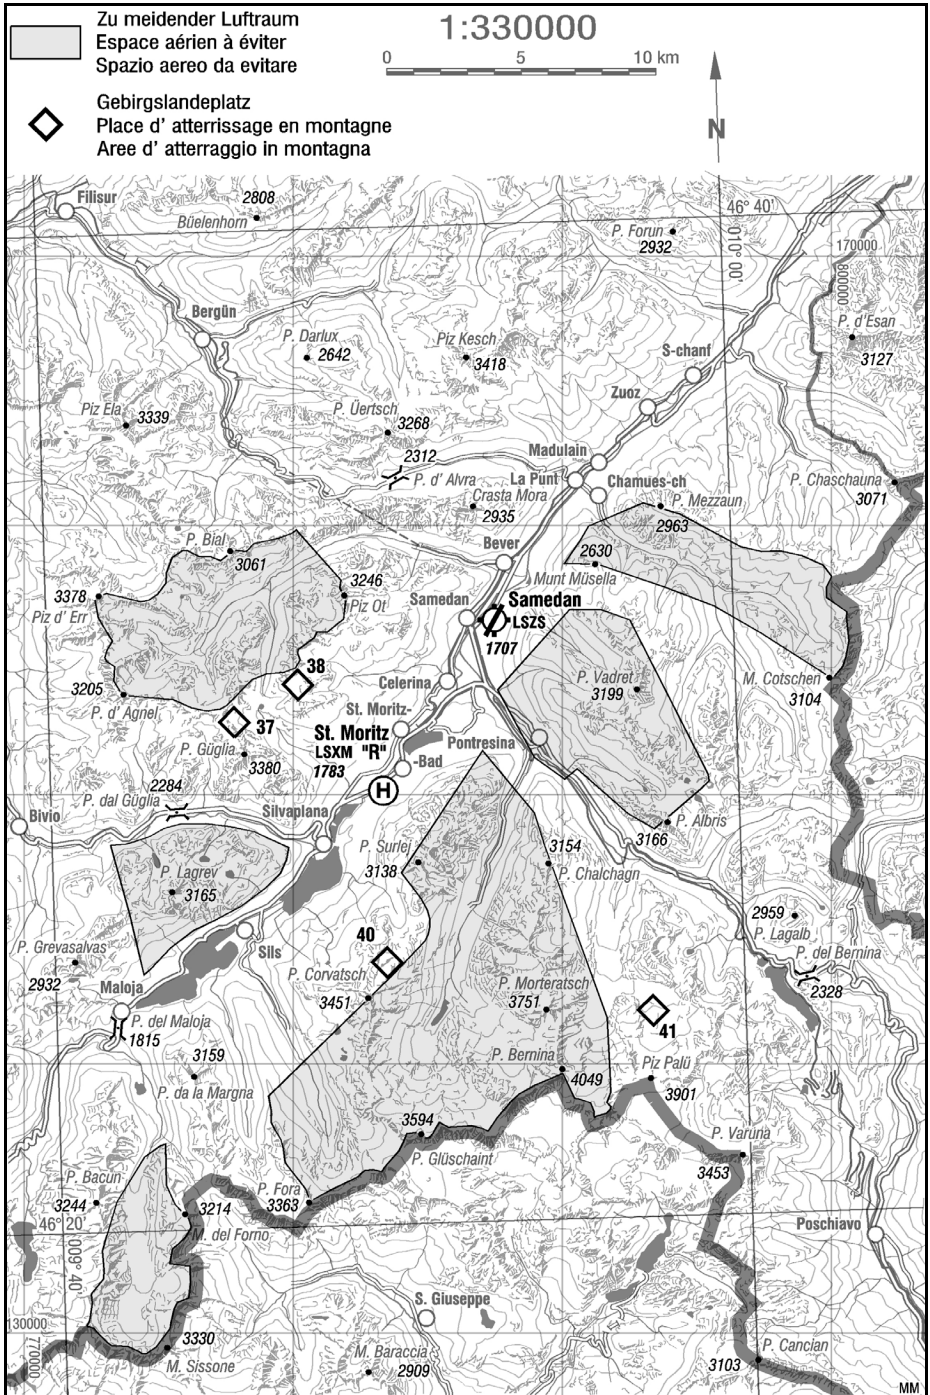 Zu meidender Luftraum
Espace aérien à éviter
Spazio aereo da evitare
1:330000
0 5 10 km
Gebirgslandeplatz
Place d' atterrissage en montagne
Aree d' atterraggio in montagna
N
Filisur
2808
Büelenhorn
46° 40'
P. Forun
2932
010° 00'
170000
800000
Bergün
P. Darlux
2642
Piz Kesch
3418
P. d'Esan
3127
S-chanf
Zuoz
Piz Ela
3339
P. Üertsch
3268
2312
P. d' Alvra
Madulain
La Punt
Chamues-ch
P. Chaschauna
3071
Crasta Mora
2935
P. Mezzaun
2963
Bever
P. Bial
3061
2630
Munt Müsella
3378
Piz d' Err
3246
Piz Ot
Samedan
Samedan
LSZS
1707
38
3205
P. d' Agnel
Celerina
P. Vadret
3199
M. Cotschen
3104
37
St. Moritz-
St. Moritz
LSXM "R"
1783
Pontresina
P. Güglia
3380
-Bad
H
2284
P. dal Güglia
Silvaplana
Bivio
P. Albris
3166
P. Surlej
3138
3154
P. Chalchagn
P. Lagrev
3165
2959
P. Lagalb
40
Sils
P. Grevasalvas
2932
P. del Bernina
2328
P. Corvatsch
3451
P. Morteratsch
3751
Maloja
P. del Maloja
1815
41
3159
P. da la Margna
P. Bernina
4049
Piz Palü
3901
3594
P. Glüschaint
P. Varuna
3453
P. Bacun
3244
P. Fora
3363
3214
M. del Forno
46° 20'
009° 40'
Poschiavo
S. Giuseppe
130000
770000
3330
M. Sissone
M. Baraccia
2909
P. Cancian
3103
MM